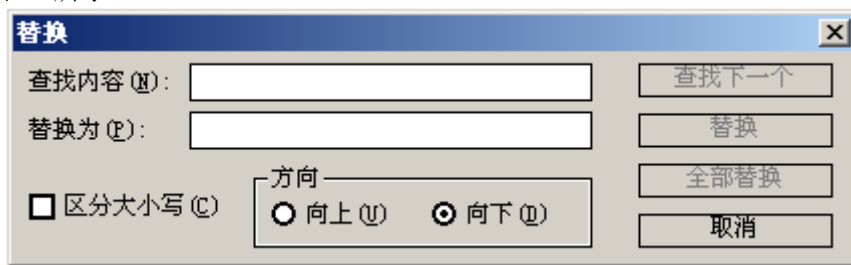 替换
查找内容(N):
查找下一个
替换为(P):
替换
全部替换
区分大小写(C)
方向
向上(U)
向下(D)
取消